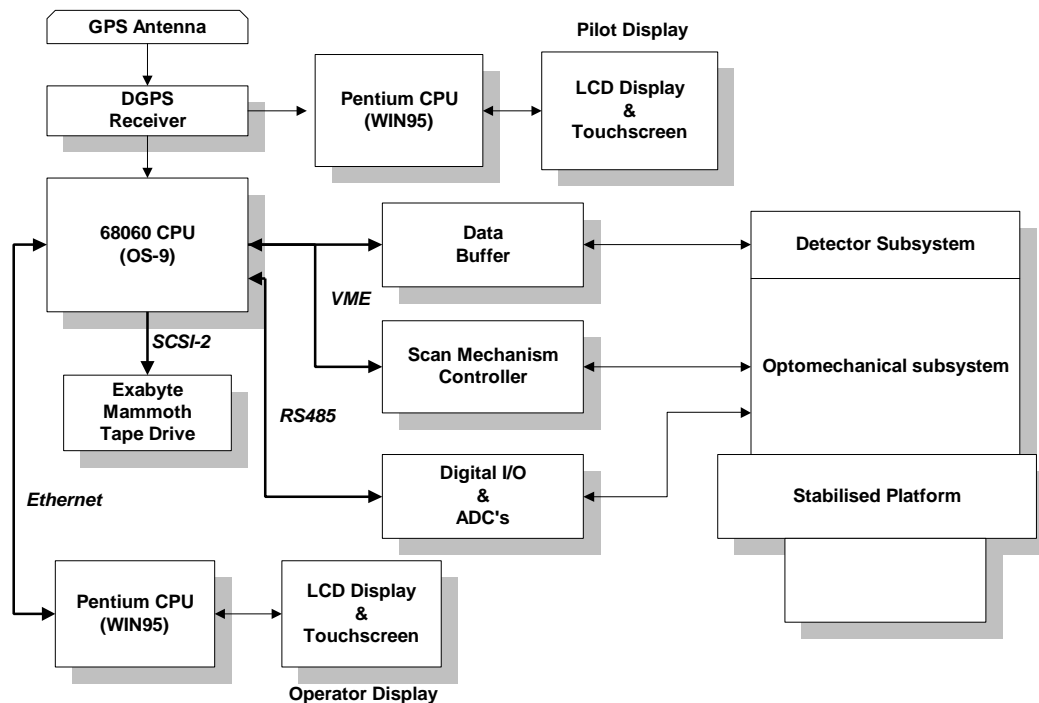 GPS Antenna
Pilot Display
DGPS
Receiver
Pentium CPU
(WIN95)
LCD Display
&
Touchscreen
68060 CPU
(OS-9)
Data
Buffer
Detector Subsystem
VME
SCSI-2
Scan Mechanism
Controller
Optomechanical subsystem
Exabyte
Mammoth
Tape Drive
RS485
Digital I/O
&
ADC's
Stabilised Platform
Ethernet
Pentium CPU
(WIN95)
LCD Display
&
Touchscreen
Operator Display